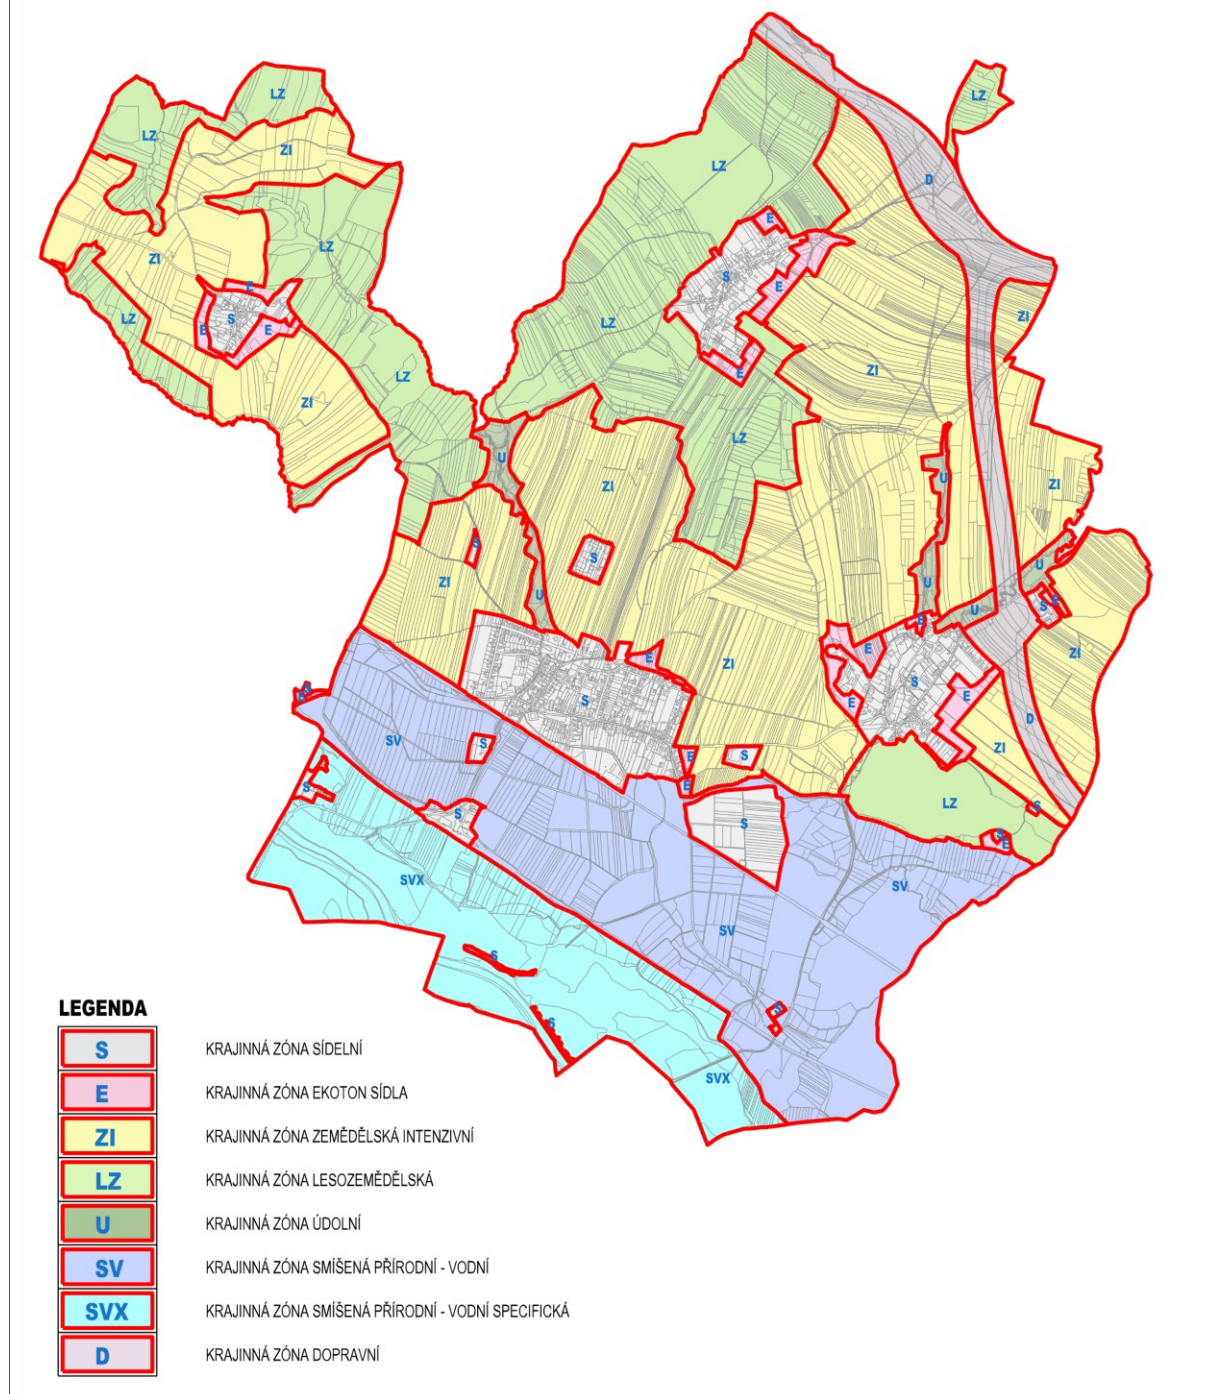 LZ
LZ
LZ
ZI
LZ
D
E
LZ
ZI
E
S
E
E
S
E
LZ
LZ
ZI
ZI
E
LZ
ZI
LZ
U
ZI
U
ZI
S
S
ZI
U
U
U
U
S
E
E
E
E
ZI
ZI
S
S
E
S
E
E
D
SV
S
E
S
ZI
E
S
S
S
LZ
S
S
E
SVX
SV
SV
S
S
S
SVX
LEGENDA
S KRAJINNÁ ZÓNA SÍDELNÍ
E KRAJINNÁ ZÓNA EKOTON SÍDLA
ZI KRAJINNÁ ZÓNA ZEMĚDĚLSKÁ INTENZIVNÍ
LZ KRAJINNÁ ZÓNA LESOZEMĚDĚLSKÁ
U KRAJINNÁ ZÓNA ÚDOLNÍ
SV KRAJINNÁ ZÓNA SMÍŠENÁ PŘÍRODNÍ - VODNÍ
SVX KRAJINNÁ ZÓNA SMÍŠENÁ PŘÍRODNÍ - VODNÍ SPECIFICKÁ
D KRAJINNÁ ZÓNA DOPRAVNÍ